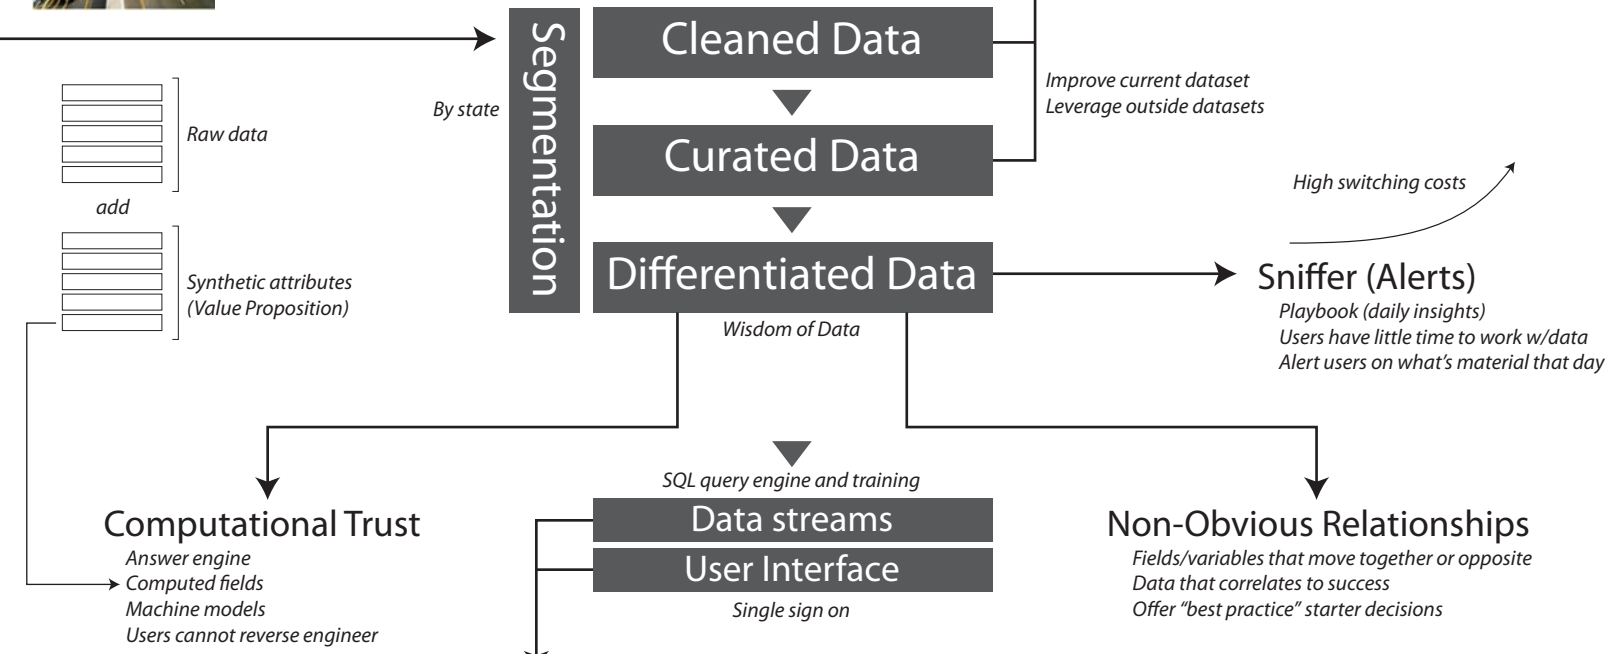 Segmentation
By state
Cleaned Data
Curated Data
Differentiated Data
Wisdom of Data
Improve current dataset
Leverage outside datasets
Raw data
add
Synthetic attributes
(Value Proposition)
High switching costs
Sniffer (Alerts)
Playbook (daily insights)
Users have little time to work w/data
Alert users on what’s material that day
Computational Trust
Answer engine
Computed fields
Machine models
Users cannot reverse engineer
SQL query engine and training
Data streams
User Interface
Single sign on
Non-Obvious Relationships
Fields/variables that move together or opposite
Data that correlates to success
Offer “best practice” starter decisions